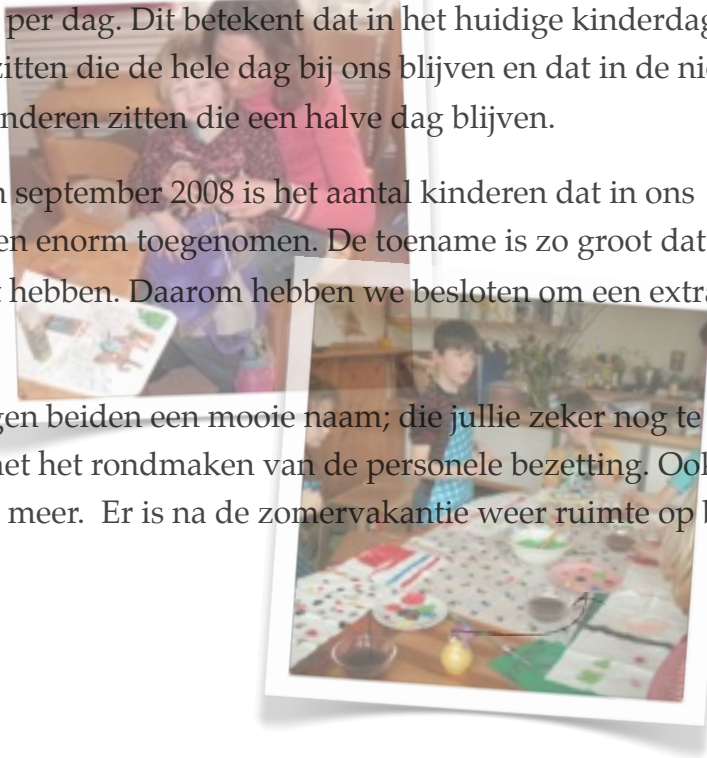 per dag. Dit betekent dat in het huidige kinderdag
zitten die de hele dag bij ons blijven en dat in de ni
nderen zitten die een halve dag blijven.
n september 2008 is het aantal kinderen dat in ons
en enorm toegenomen. De toename is zo groot dat
t hebben. Daarom hebben we besloten om een extra
gen beiden een mooie naam; die jullie zeker nog te
net het rondmaken van de personele bezetting. Ook
meer. Er is na de zomervakantie weer ruimte op